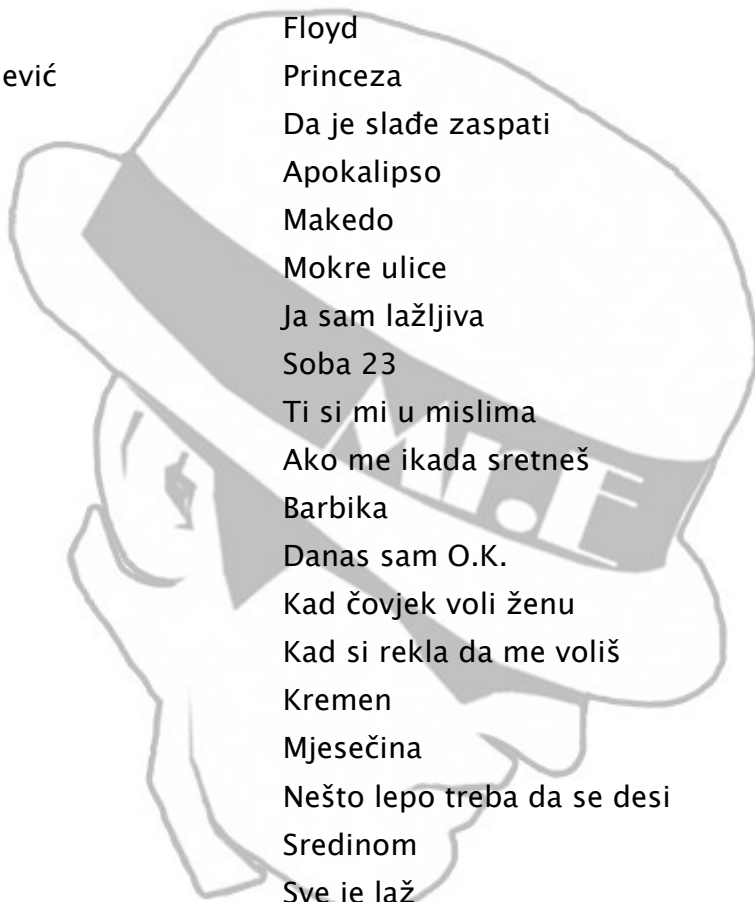 Floyd
ević Princeza
Da je slađe zaspati
Apokalipso
Makedo
Mokre ulice
Ja sam lažljiva
Soba 23
Ti si mi u mislima
Ako me ikada sretneš
Barbika
Danas sam O.K.
Kad čovjek voli ženu
Kad si rekla da me voliš
Kremen
Mjesečina
Nešto lepo treba da se desi
Sredinom
Sve je laž
Mr.F